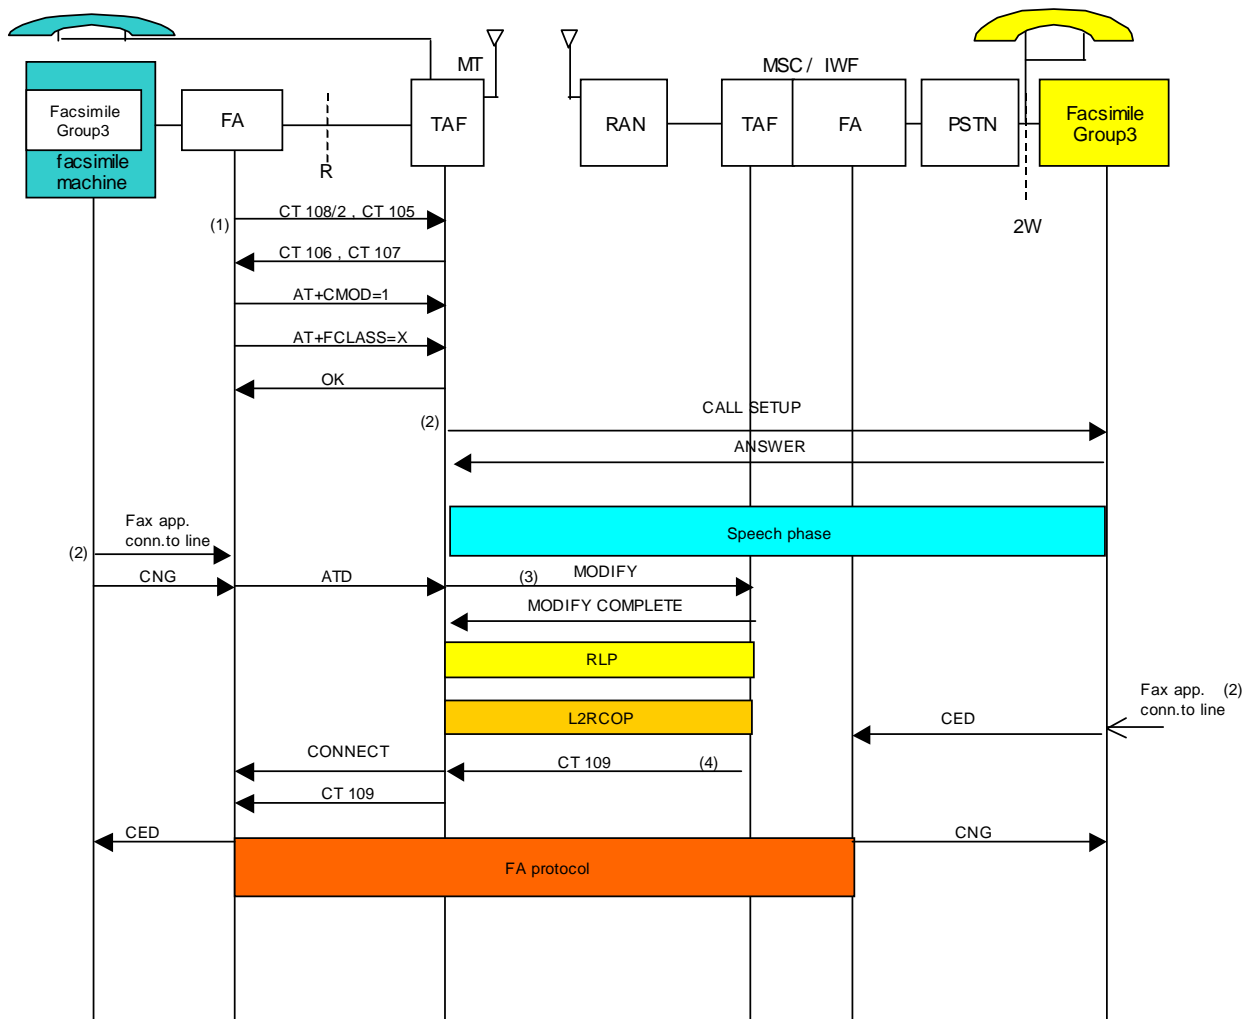 MT
MSC / IWF
Facsimile
Group3
facsimile
machine
FA
R
TAF
RAN
TAF
FA
PSTN
2W
Facsimile
Group3
(1)
CT 108/2 , CT 105
CT 106 , CT 107
AT+CMOD=1
AT+FCLASS=X
OK
(2)
CALL SETUP
ANSWER
Speech phase
Fax app.
conn.to line
(2)
CNG
ATD
(3)
MODIFY
MODIFY COMPLETE
RLP
L2RCOP
Fax app. (2)
conn.to line
CED
CONNECT
CT 109
(4)
CT 109
CED
CNG
FA protocol